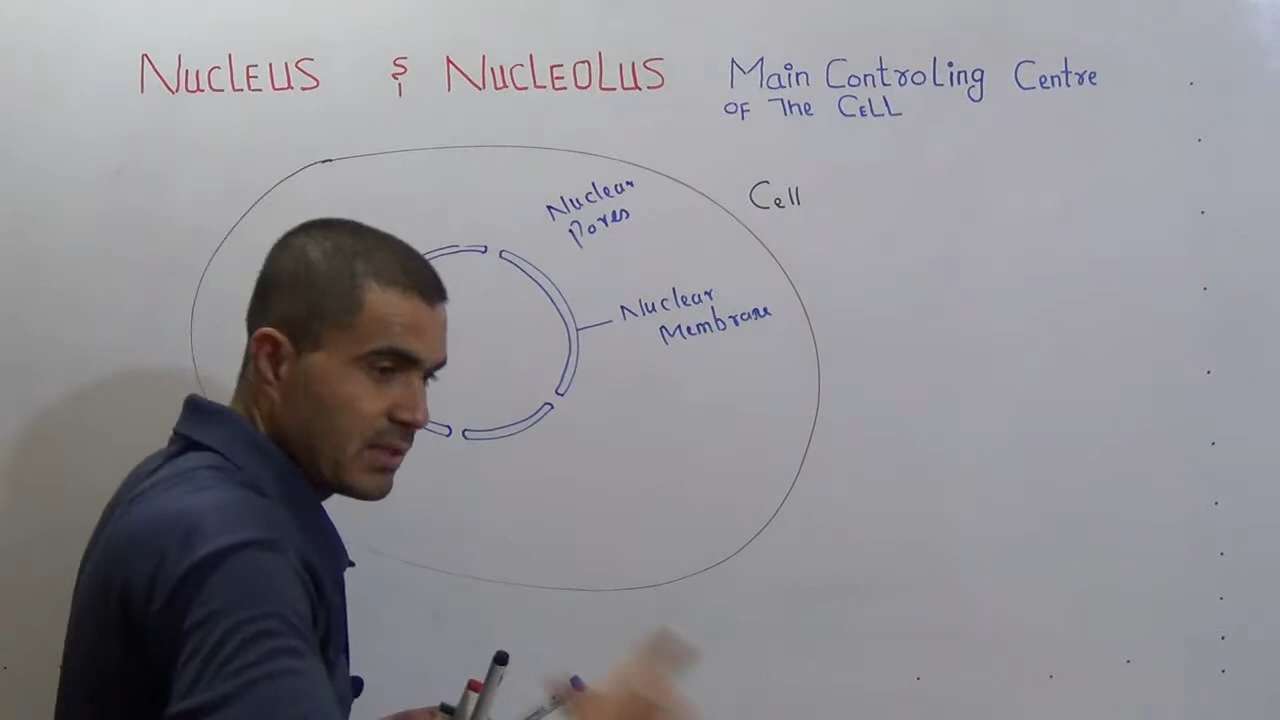 NUCLEUS & NUCLEOLUS
Main Controling Centre
OF The CELL
Cell
Nuclear
Pores
Nuclear
Membrane